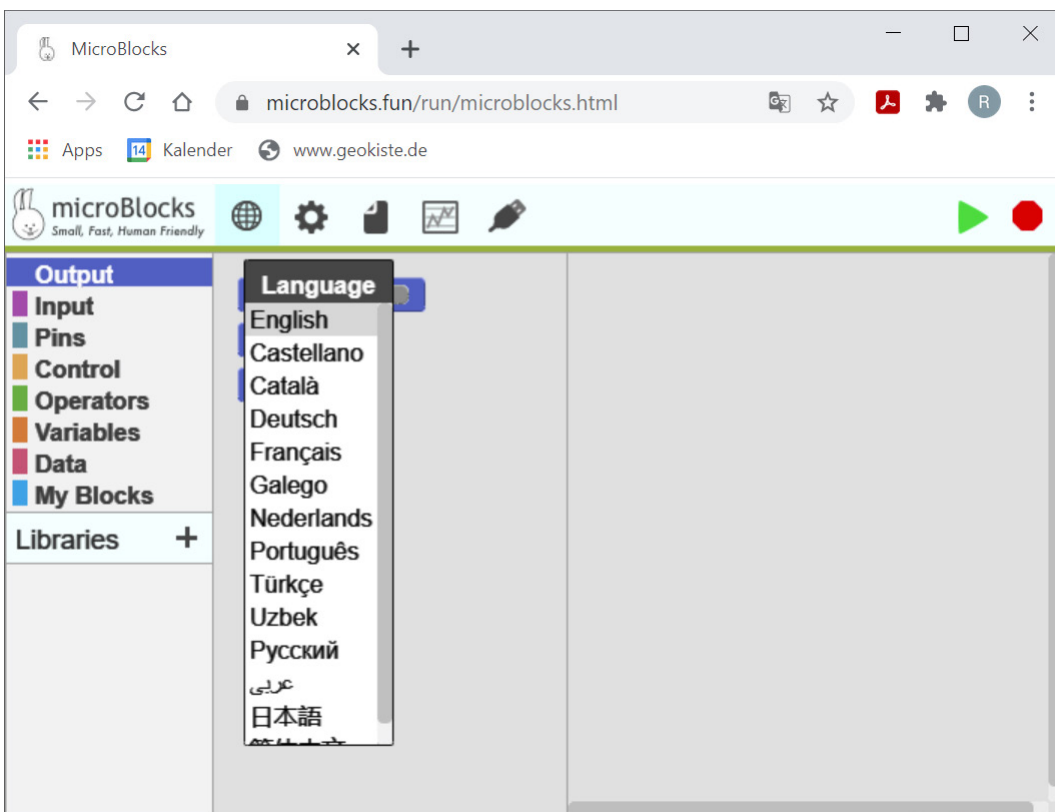 MicroBlocks
microblocks.fun/run/microblocks.html
R
Apps 14 Kalender www.geokiste.de
microBlocks
Small, Fast, Human Friendly
Output
Input
Pins
Control
Operators
Variables
Data
My Blocks
Libraries +
Language
English
Castellano
Català
Deutsch
Français
Galego
Nederlands
Português
Türkçe
Uzbek
Русский
عربى
日本語